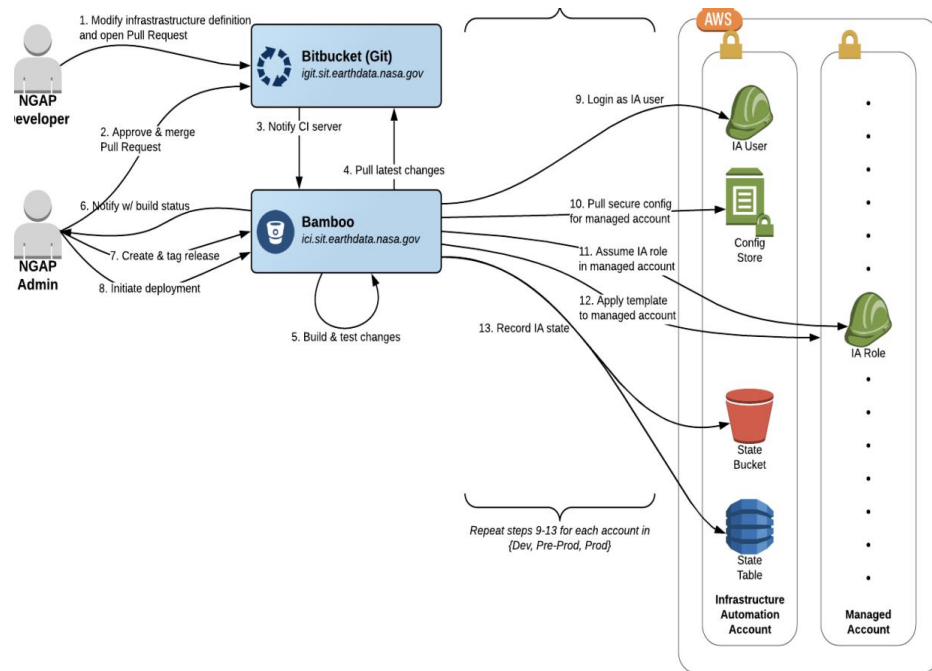 1. Modify infrastrastructure definition
and open Pull Request
Bitbucket (Git)
igit.sit.earthdata.nasa.gov
NGAP
Developer
2. Approve & merge
Pull Request
3. Notify CI server
4. Pull latest changes
6. Notify w/ build status
Bamboo
ici.sit.earthdata.nasa.gov
7. Create & tag release
NGAP
Admin
8. Initiate deployment
5. Build & test changes
9. Login as IA user
10. Pull secure config
for managed account
11. Assume IA role
in managed account
12. Apply template
to managed account
13. Record IA state
Repeat steps 9-13 for each account in
{Dev, Pre-Prod, Prod}
AWS
IA User
Config
Store
IA Role
State
Bucket
State
Table
Infrastructure
Automation
Account
Managed
Account